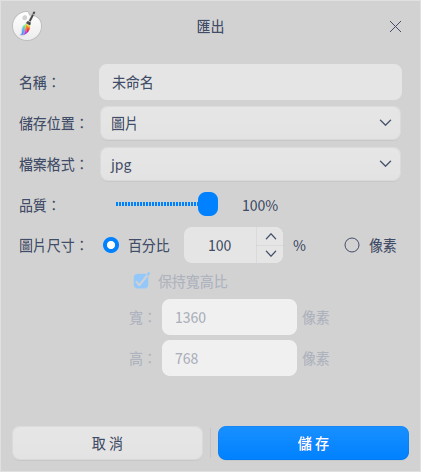 匯出
名稱： 未命名
儲存位置： 圖片
檔案格式： jpg
品質： 100%
圖片尺寸： 百分比 100 % 像素
保持寬高比
寬： 1360 像素
高： 768 像素
取消 儲存